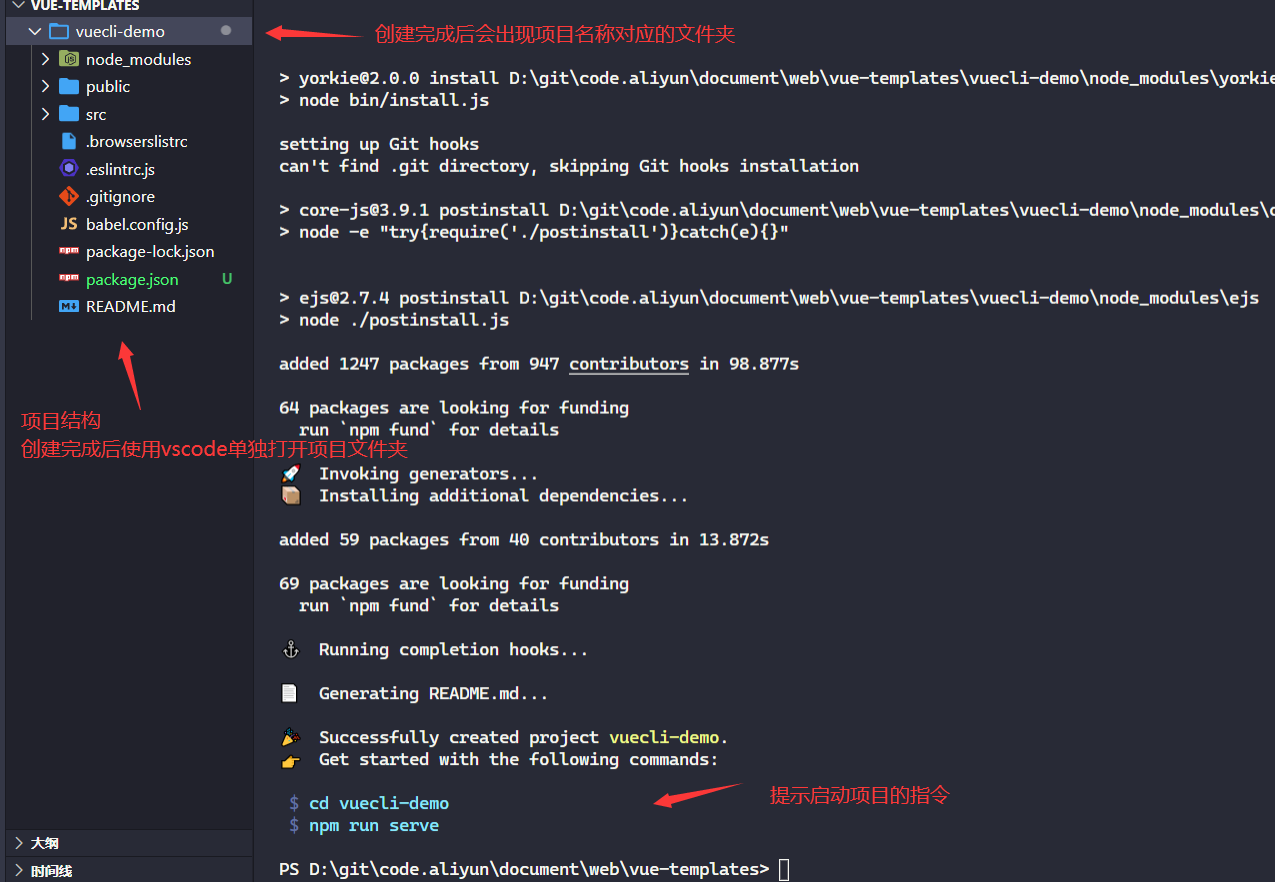 VUE-TEMPLATES
vuecli-demo
node_modules
public
src
.browserslistrc
.eslintrc.js
.gitignore
JS babel.config.js
npm package-lock.json
npm package.json U
README.md
项目结构
创建完成后使用vscode单独打开项目文件夹
大纲
时间线
创建完成后会出现项目名称对应的文件夹
> yorkie@2.0.0 install D:\git\code.aliyun\document\web\vue-templates\vuecli-demo\node_modules\yorkie
> node bin/install.js
setting up Git hooks
can't find .git directory, skipping Git hooks installation
> core-js@3.9.1 postinstall D:\git\code.aliyun\document\web\vue-templates\vuecli-demo\node_modules\c
> node -e "try{require('./postinstall')}catch(e){}"
> ejs@2.7.4 postinstall D:\git\code.aliyun\document\web\vue-templates\vuecli-demo\node_modules\ejs
> node ./postinstall.js
added 1247 packages from 947 contributors in 98.877s
64 packages are looking for funding
run `npm fund` for details
🚀 Invoking generators...
📦 Installing additional dependencies...
added 59 packages from 40 contributors in 13.872s
69 packages are looking for funding
run `npm fund` for details
⚓ Running completion hooks...
📄 Generating README.md...
🎉 Successfully created project vuecli-demo.
👉 Get started with the following commands:
$ cd vuecli-demo
$ npm run serve
提示启动项目的指令
PS D:\git\code.aliyun\document\web\vue-templates>